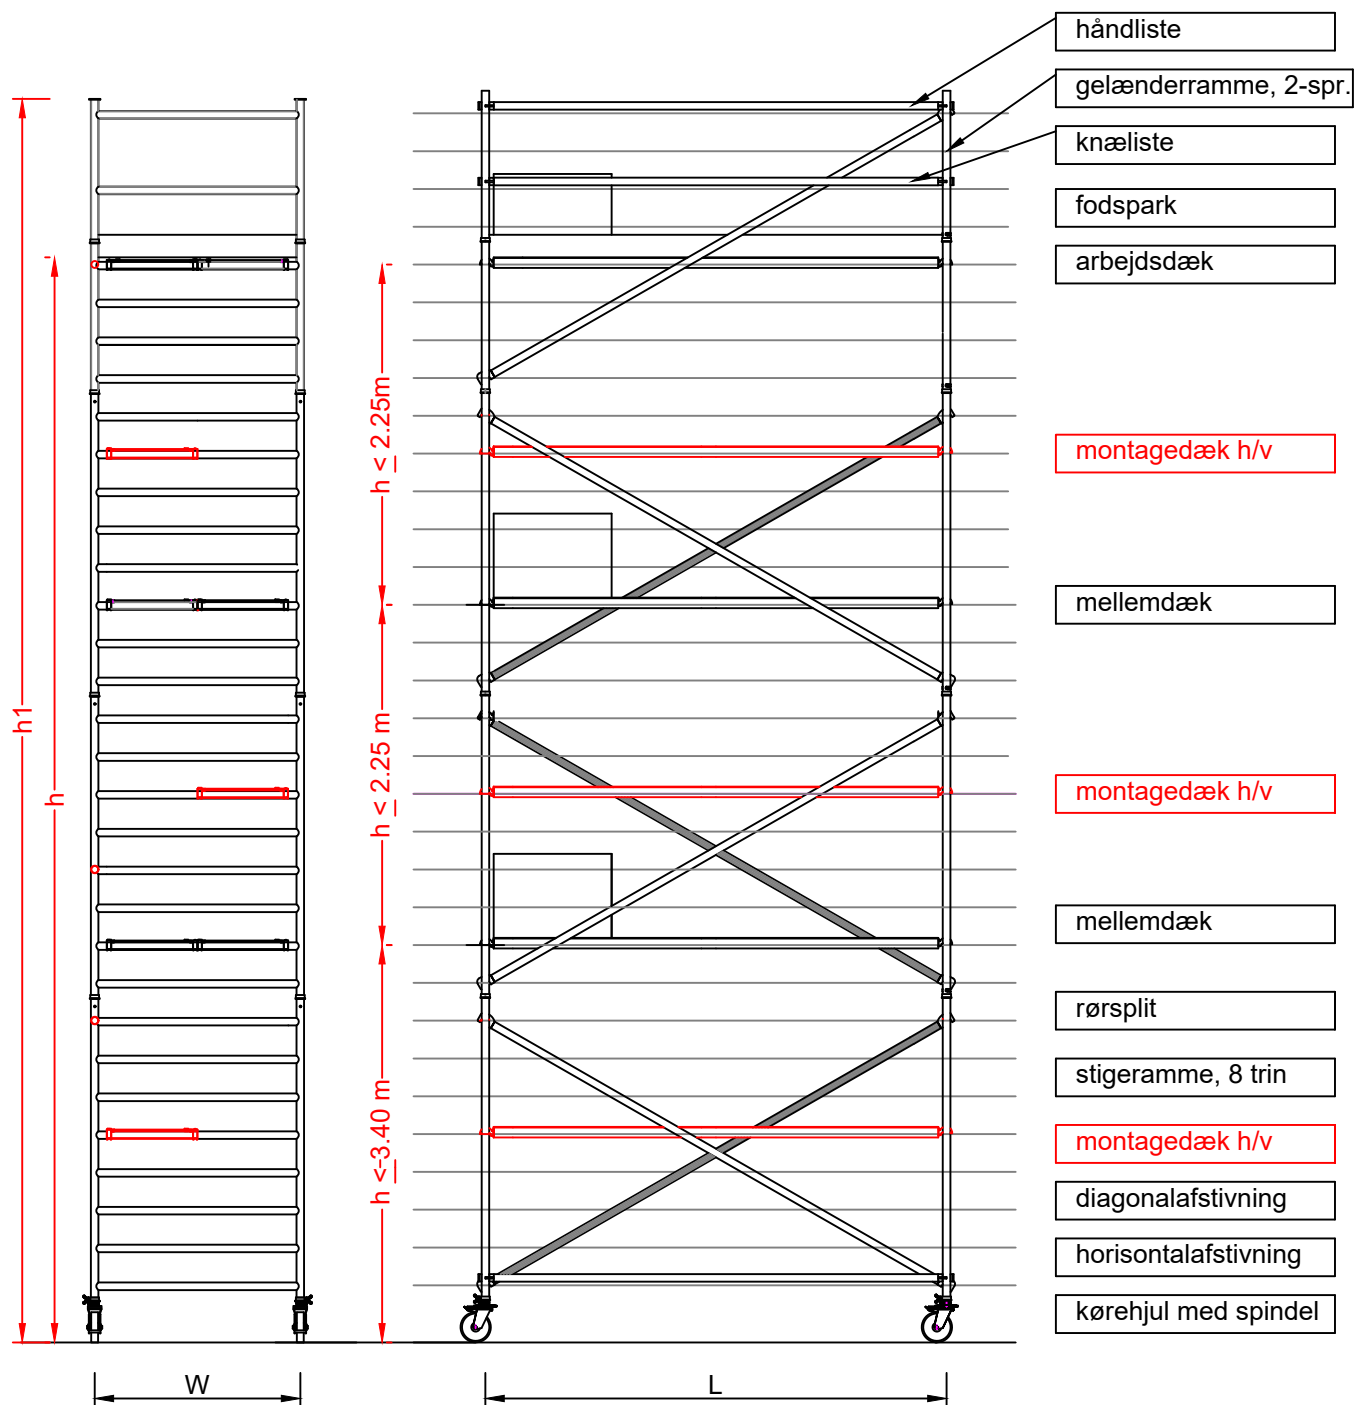 håndliste
gelænderramme, 2-spr.
knæliste
fodspark
arbejdsdæk
h < 2.25m
montagedæk h/v
mellemdæk
h1
h
h < 2.25 m
montagedæk h/v
mellemdæk
rørsplit
stigeramme, 8 trin
h <-3.40 m
montagedæk h/v
diagonalafstivning
horisontalafstivning
kørehjul med spindel
W
L